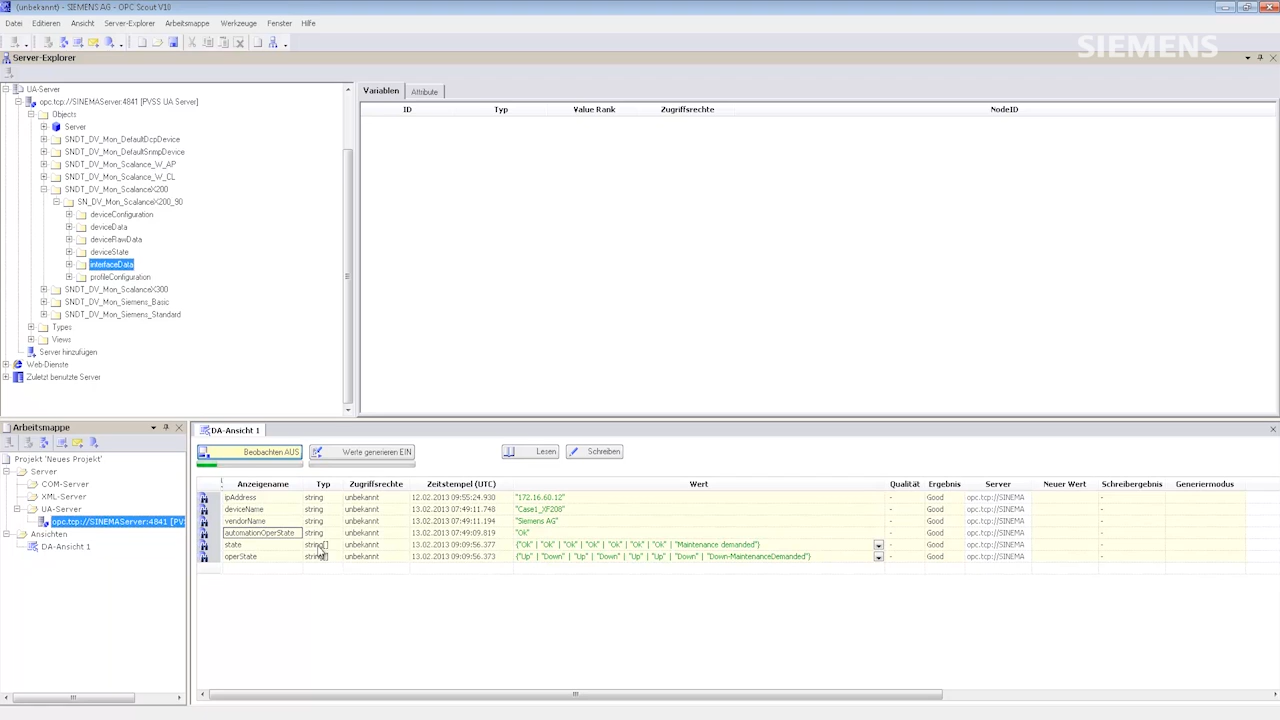 (unbekannt) - SIEMENS AG - OPC Scout V10
Datei Editieren Ansicht Server-Explorer Arbeitsmappe Werkzeuge Fenster Hilfe
SIEMENS
Server-Explorer
UA-Server
opc.tcp://SINEMAServer:4841 [PVSS UA Server]
Objects
Server
SNDT_DV_Mon_DefaultDcpDevice
SNDT_DV_Mon_DefaultSnmpDevice
SNDT_DV_Mon_Scalance_W_AP
SNDT_DV_Mon_Scalance_W_CL
SNDT_DV_Mon_ScalanceX200
SN_DV_Mon_ScalanceX200_90
deviceConfiguration
deviceData
deviceRawData
deviceState
interfaceData
profileConfiguration
SNDT_DV_Mon_ScalanceX300
SNDT_DV_Mon_Siemens_Basic
SNDT_DV_Mon_Siemens_Standard
Types
Views
Server hinzufügen
Web-Dienste
Zuletzt benutzte Server
Variablen Attribute
ID Typ Value Rank Zugriffsrechte NodeID
Arbeitsmappe
Projekt 'Neues Projekt'
Server
COM-Server
XML-Server
UA-Server
opc.tcp://SINEMAServer:4841 [PVS
Ansichten
DA-Ansicht 1
DA-Ansicht 1
Beobachten AUS Werte generieren EIN Lesen Schreiben
Anzeigename Typ Zugriffsrechte Zeitstempel (UTC) Wert Qualität Ergebnis Server Neuer Wert Schreibergebnis Generiermodus
ipAddress string unbekannt 12.02.2013 09:55:24.930 "172.16.60.12" - Good opc.tcp://SINEMA -
deviceName string unbekannt 13.02.2013 07:49:11.748 "Case1_XF208" - Good opc.tcp://SINEMA -
vendorName string unbekannt 13.02.2013 07:49:11.194 "Siemens AG" - Good opc.tcp://SINEMA -
automationOperState string unbekannt 13.02.2013 07:49:09.819 "Ok" - Good opc.tcp://SINEMA -
state string[] unbekannt 13.02.2013 09:09:56.377 {"Ok" | "Ok" | "Ok" | "Ok" | "Ok" | "Ok" | "Ok" | "Maintenance demanded"} - Good opc.tcp://SINEMA -
operState string[] unbekannt 13.02.2013 09:09:56.373 {"Up" | "Down" | "Up" | "Down" | "Up" | "Up" | "Down" | "Down-MaintenanceDemanded"} - Good opc.tcp://SINEMA -